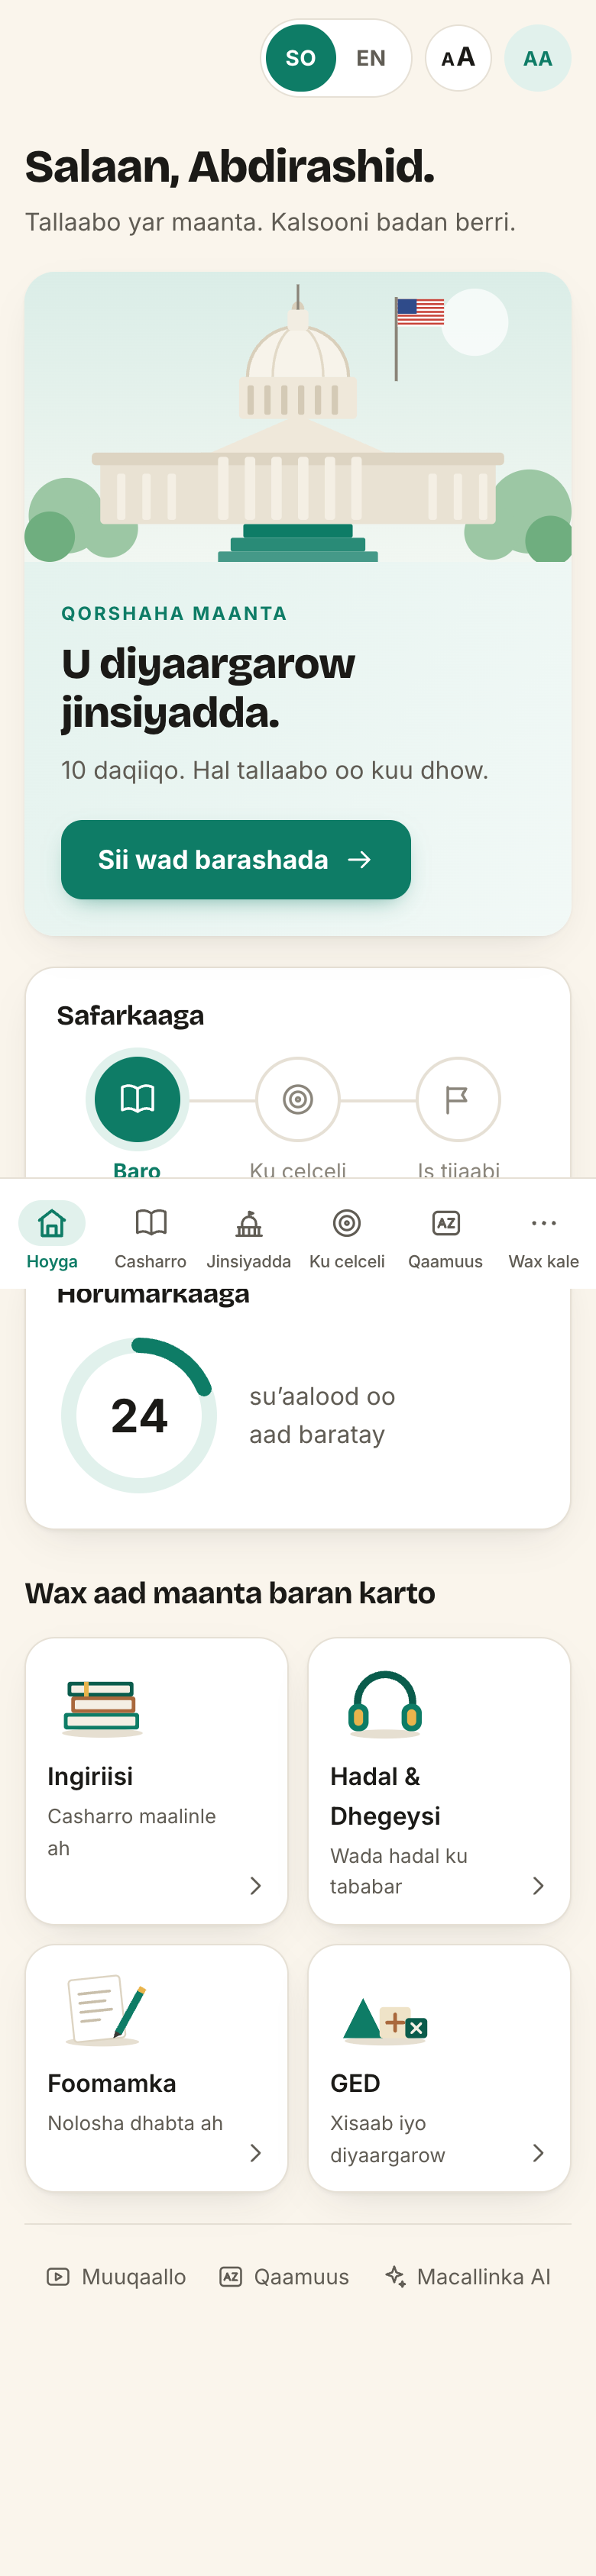 SO EN AA AA
Salaan, Abdirashid.
Tallaabo yar maanta. Kalsooni badan berri.
QORSHAHA MAANTA
U diyaargarow
jinsiyadda.
10 daqiiqo. Hal tallaabo oo kuu dhow.
Sii wad barashada
Safarkaaga
Baro Ku celceli Is tijaabi
Hoyga Casharro Jinsiyadda Ku celceli Qaamuus Wax kale
Horumarkaaga
24
su’aalood oo
aad baratay
Wax aad maanta baran karto
Ingiriisi
Casharro maalinle
ah
Hadal &
Dhegeysi
Wada hadal ku
tababar
Foomamka
Nolosha dhabta ah
GED
Xisaab iyo
diyaargarow
Muuqaallo AZ Qaamuus Macallinka AI